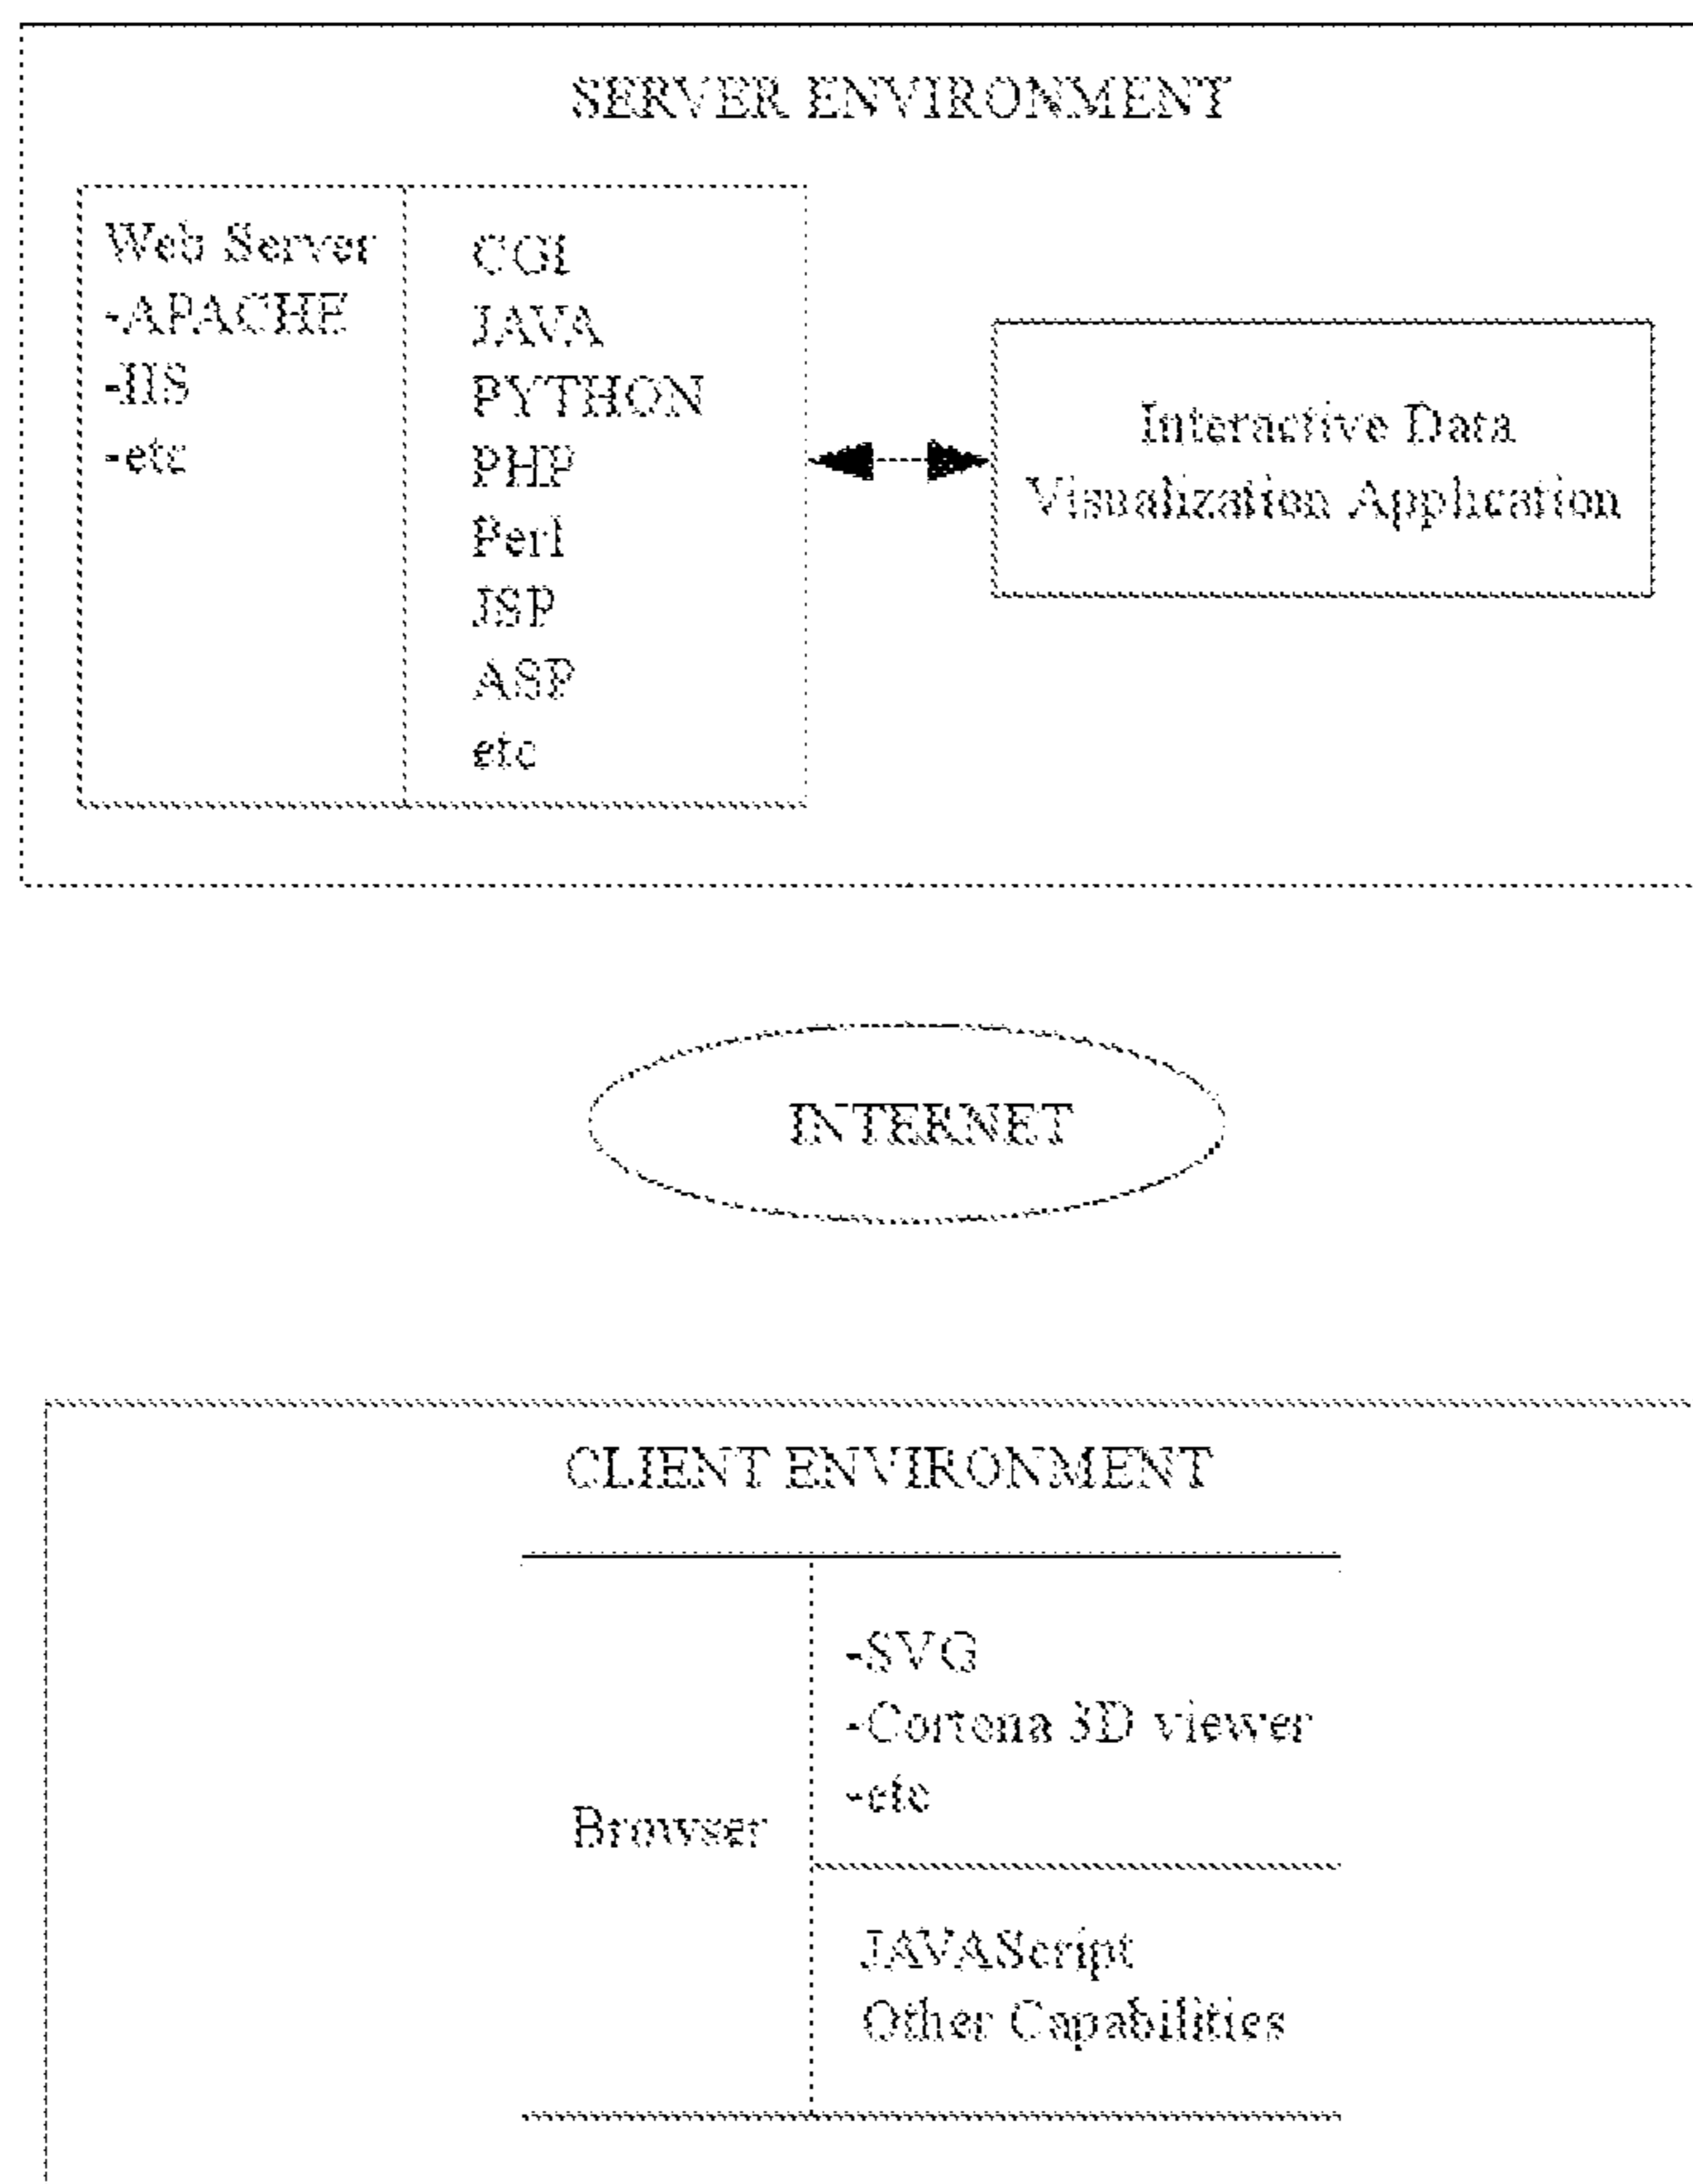 SERVER ENVIRONMENT
Web Server
-APACHE
-IIS
-etc
CGI
JAVA
PYTHON
PHP
Perl
JSP
ASP
etc
Interactive Data
Visualization Application
INTERNET
CLIENT ENVIRONMENT
Browser
-SVG
-Cortona 3D viewer
-etc
JAVAScript
Other Capabilities